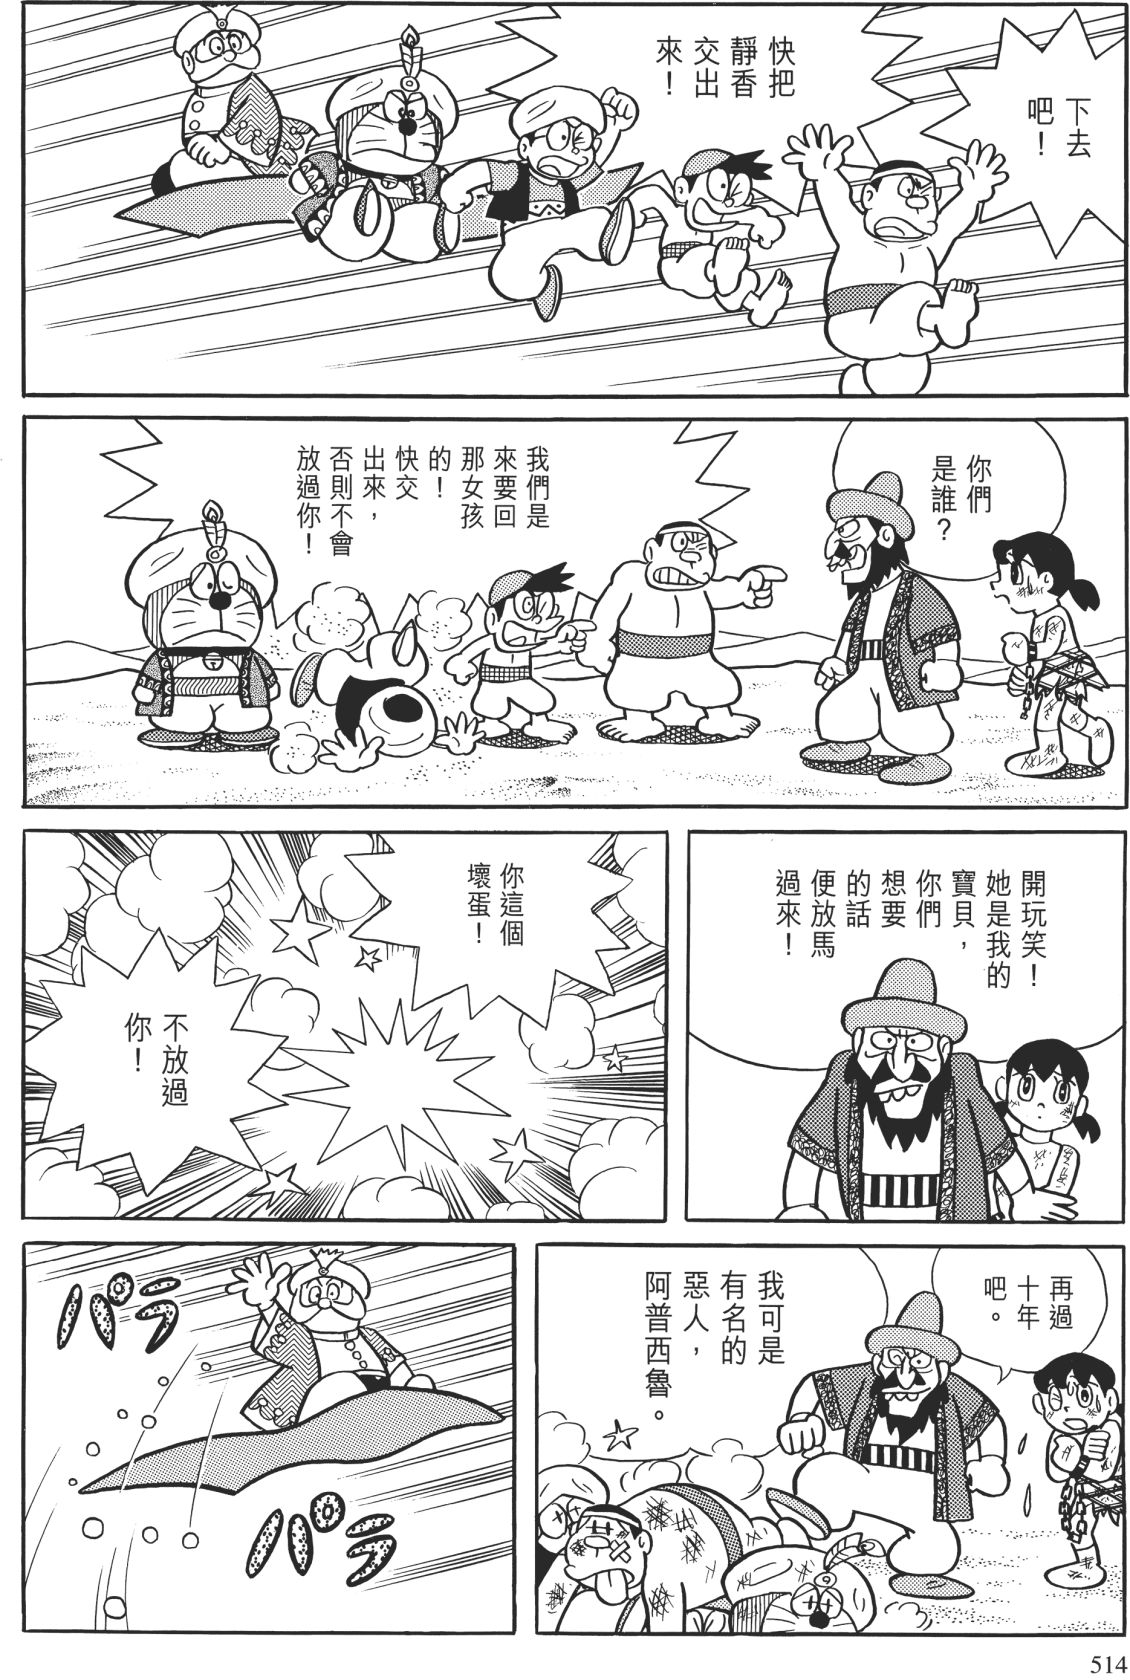 下去
吧！
快把
靜香
交出
來！
你們
是誰？
我們是
來要回
那女孩
的！
快交
出來，
否則不會
放過你！
開玩笑！
她是我的
寶貝，
你們
想要
的話
便放馬
過來！
你這個
壞蛋！
不放過
你！
再過
十年
吧。
我可是
有名的
惡人，
阿普西魯。
パラ
パラ
514